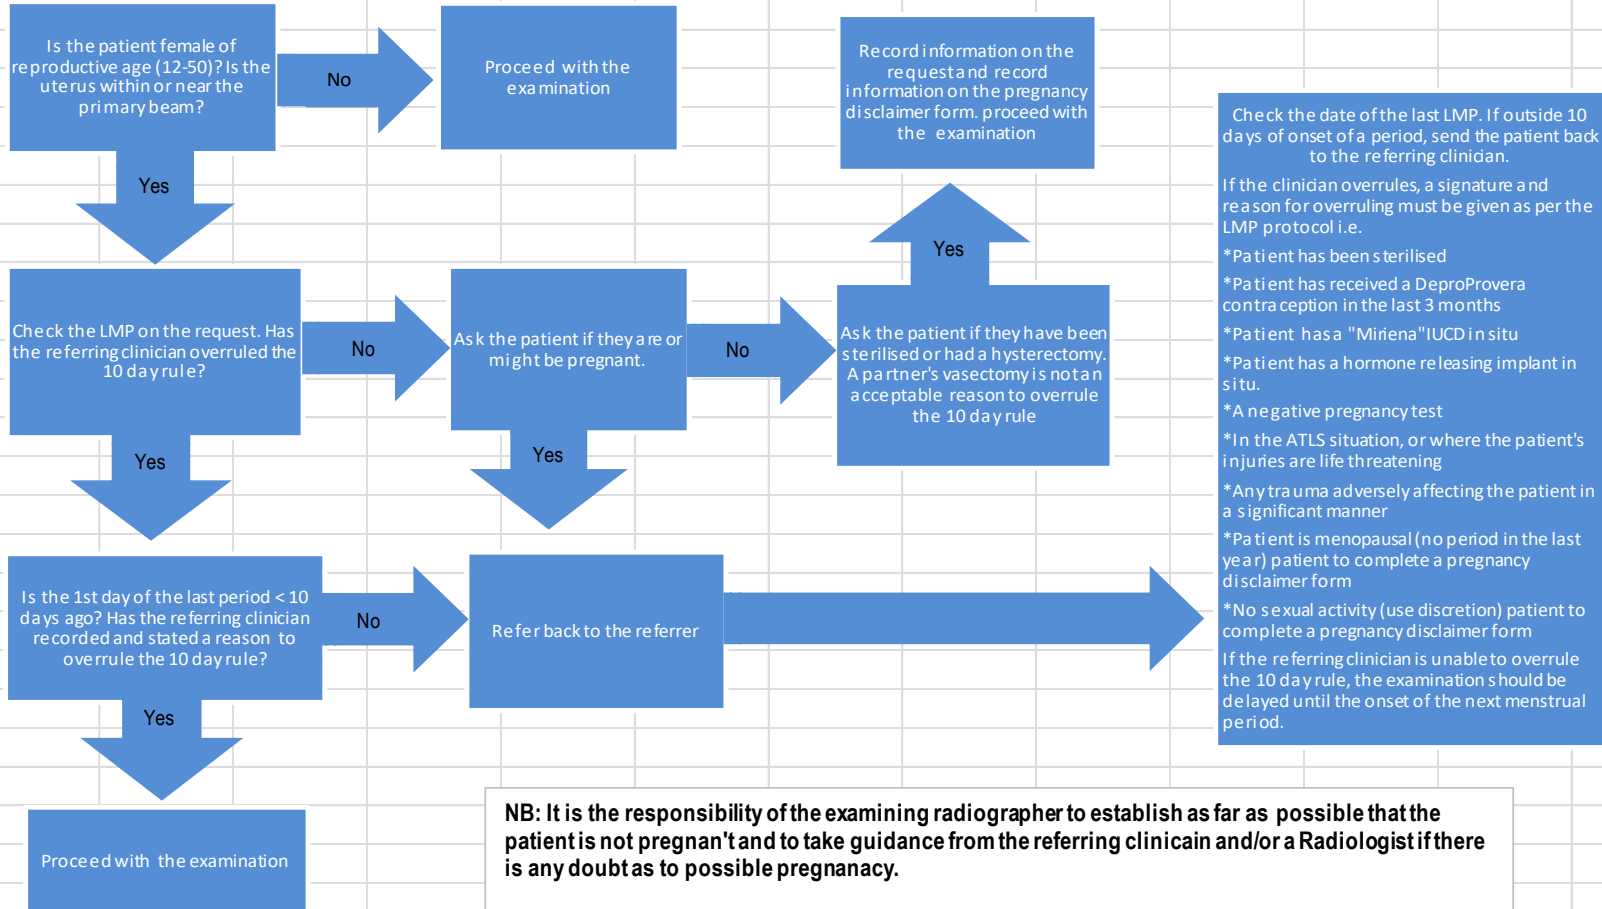 Is the patient female of
reproductive age (12-50)? Is the
uterus within or near the
primary beam?
No
Proceed with the
examination
Record information on the
request and record
information on the pregnancy
disclaimer form. proceed with
the examination
Yes
Yes
Check the LMP on the request. Has
the referring clinician overruled the
10 day rule?
No
Ask the patient if they are or
might be pregnant.
No
Ask the patient if they have been
sterilised or had a hysterectomy.
A partner's vasectomy is not an
acceptable reason to overrule
the 10 day rule
Yes
Yes
Is the 1st day of the last period < 10
days ago? Has the referring clinician
recorded and stated a reason to
overrule the 10 day rule?
No
Refer back to the referrer
Yes
Proceed with the examination
Check the date of the last LMP. If outside 10
days of onset of a period, send the patient back
to the referring clinician.
If the clinician overrules, a signature and
reason for overruling must be given as per the
LMP protocol i.e.
*Patient has been sterilised
*Patient has received a DeproProvera
contraception in the last 3 months
*Patient has a "Miriena"IUCD in situ
*Patient has a hormone releasing implant in
situ.
*A negative pregnancy test
*In the ATLS situation, or where the patient's
injuries are life threatening
*Any trauma adversely affecting the patient in
a significant manner
*Patient is menopausal (no period in the last
year) patient to complete a pregnancy
disclaimer form
*No sexual activity (use discretion) patient to
complete a pregnancy disclaimer form
If the referring clinician is unable to overrule
the 10 day rule, the examination should be
delayed until the onset of the next menstrual
period.
NB: It is the responsibility of the examining radiographer to establish as far as possible that the
patient is not pregnan't and to take guidance from the referring clinicain and/or a Radiologist if there
is any doubt as to possible pregnanacy.